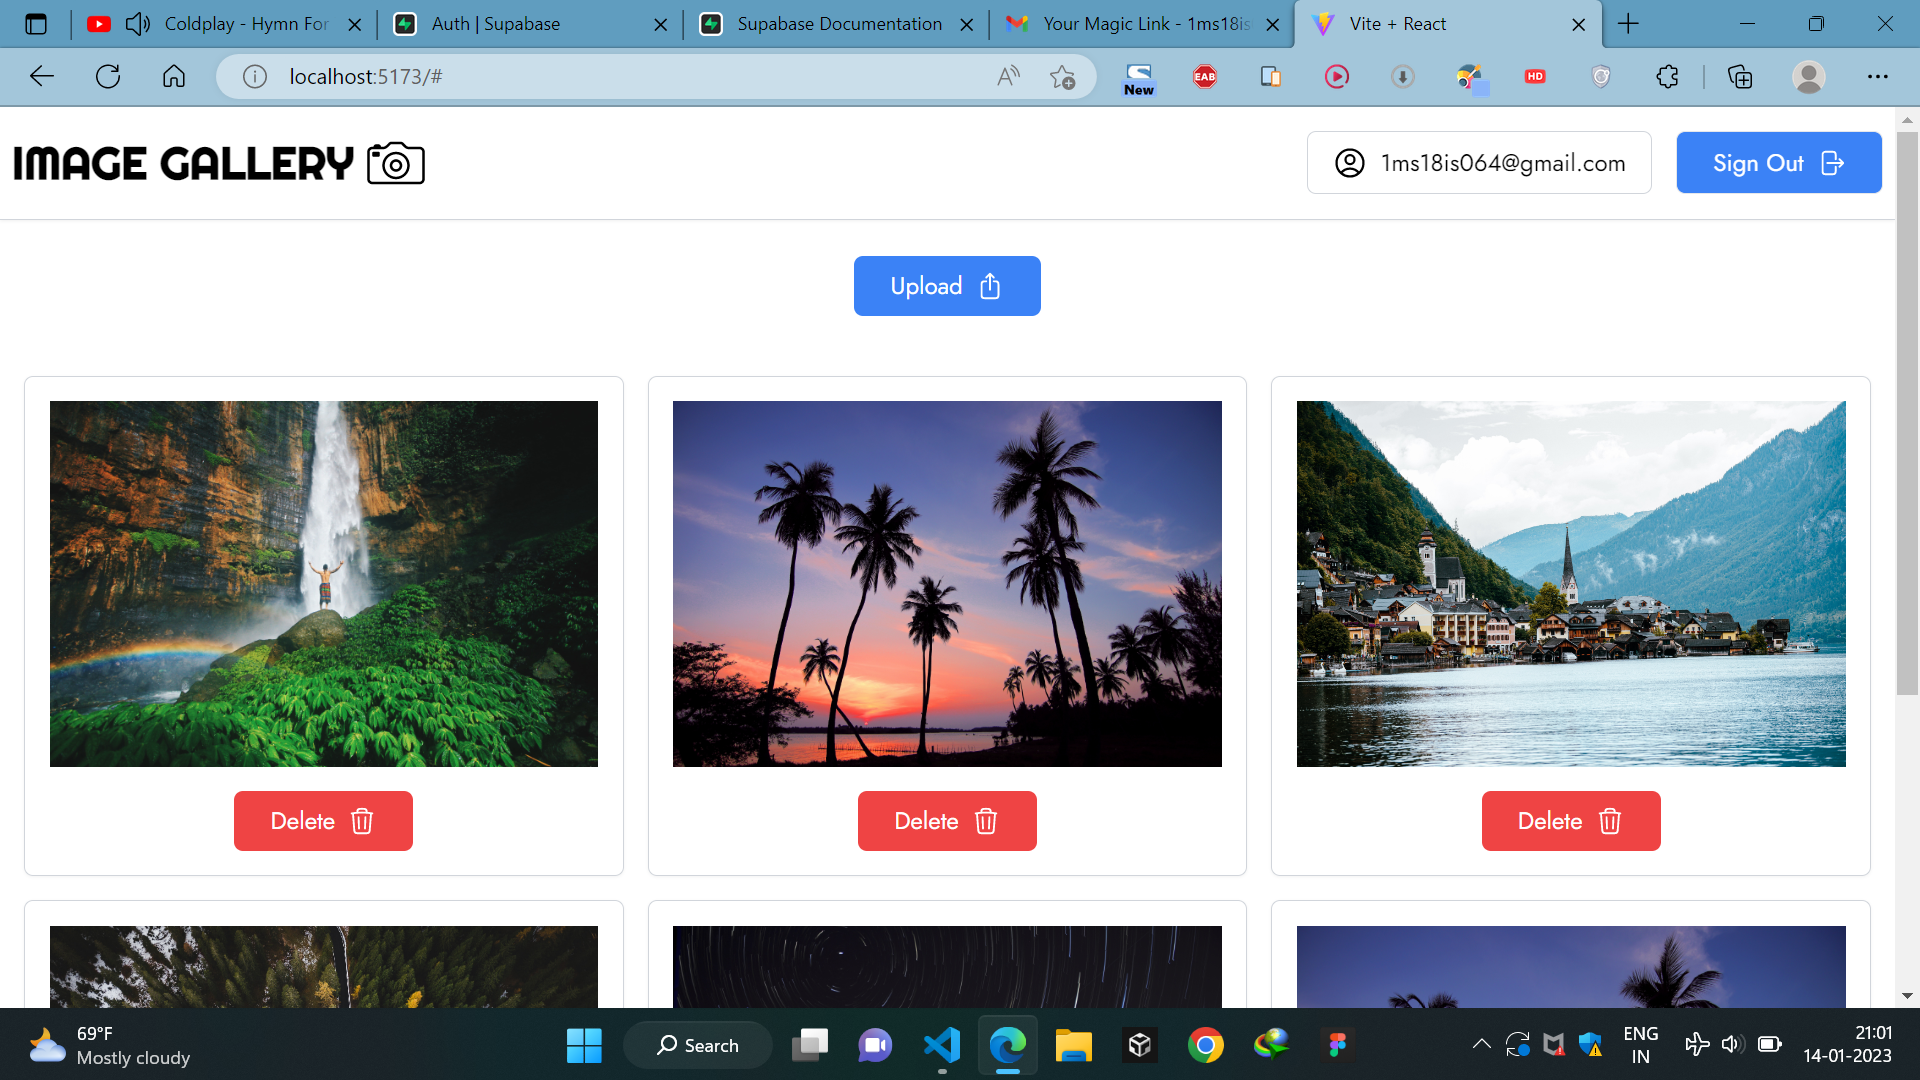 Coldplay - Hymn For
Auth | Supabase
Supabase Documentation
Your Magic Link - 1ms18is
Vite + React
localhost:5173/#
New
EAB
HD
IMAGE GALLERY
1ms18is064@gmail.com
Sign Out
Upload
Delete
Delete
Delete
69°F
Mostly cloudy
Search
ENG
IN
21:01
14-01-2023